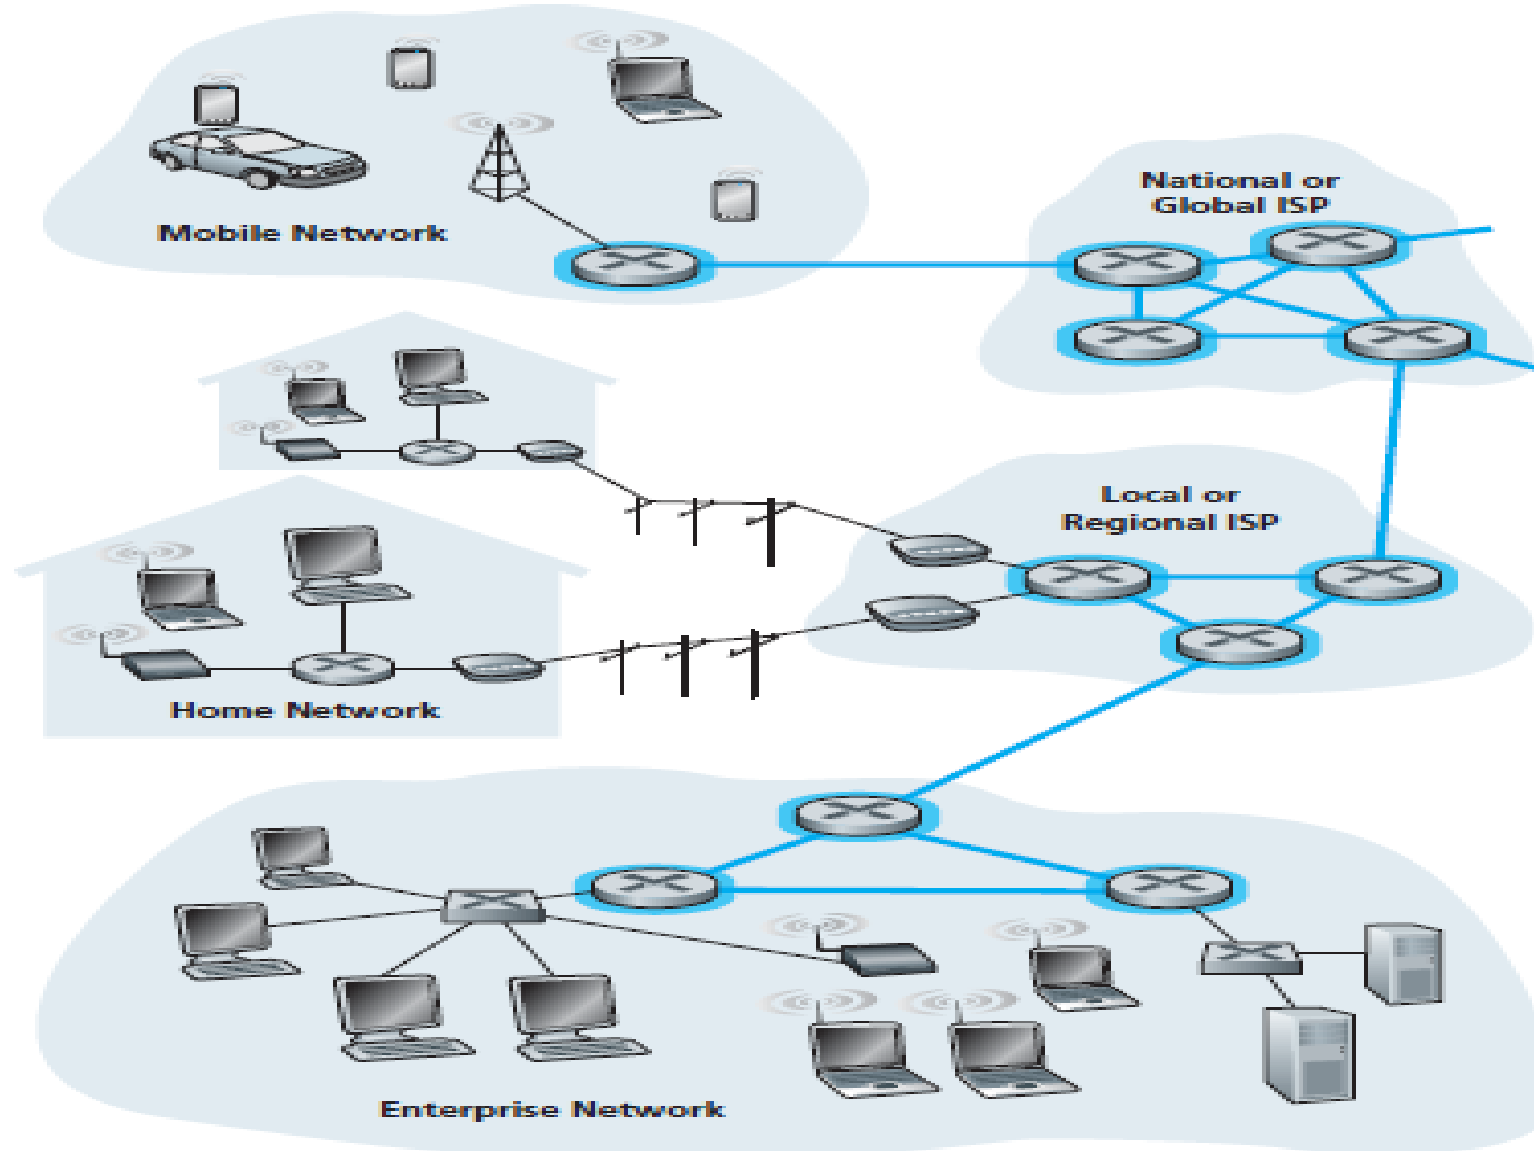 Mobile Network
National or
Global ISP
Local or
Regional ISP
Home Network
Enterprise Network